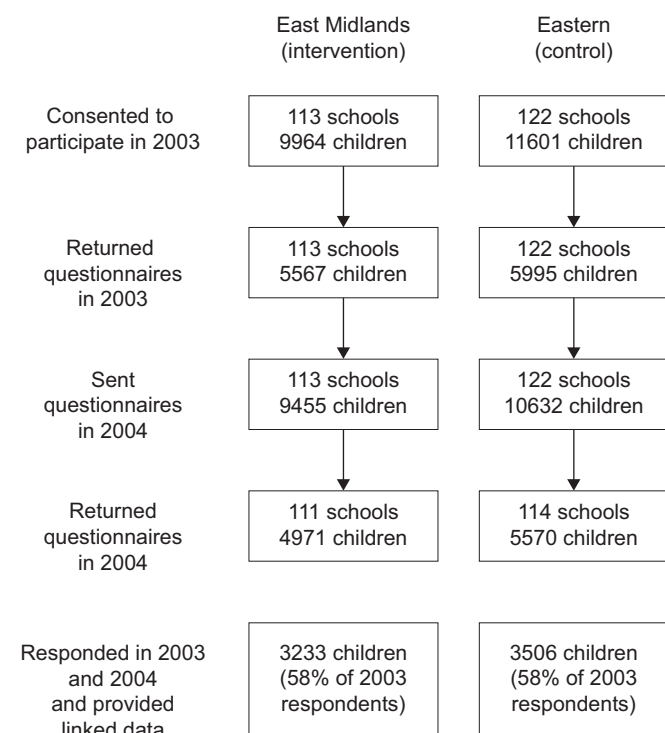 East Midlands
(intervention)
Eastern
(control)
Consented to
participate in 2003
113 schools
9964 children
122 schools
11601 children
Returned
questionnaires
in 2003
113 schools
5567 children
122 schools
5995 children
Sent
questionnaires
in 2004
113 schools
9455 children
122 schools
10632 children
Returned
questionnaires
in 2004
111 schools
4971 children
114 schools
5570 children
Responded in 2003
and 2004
and provided
linked data
3233 children
(58% of 2003
respondents)
3506 children
(58% of 2003
respondents)